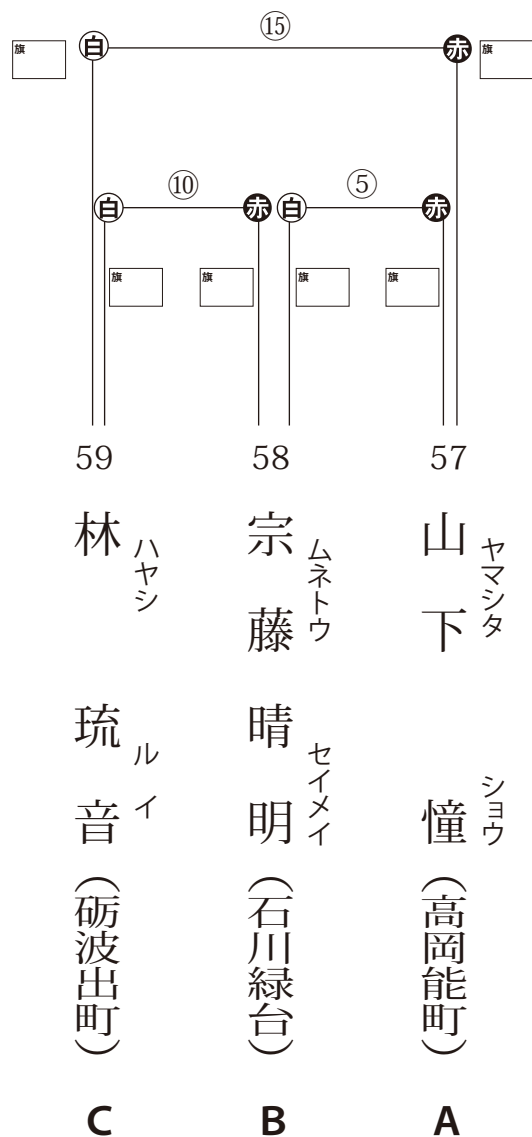 ⑮
旗 白 赤 旗
⑩ ⑤
白 赤 白 赤
旗 旗 旗 旗
57
山下 憧
ヤマシタ ショウ
(高岡能町)
A
58
宗藤 晴明
ムネトウ セイメイ
(石川緑台)
B
59
林 琉音
ハヤシ ルイ
(砺波出町)
C